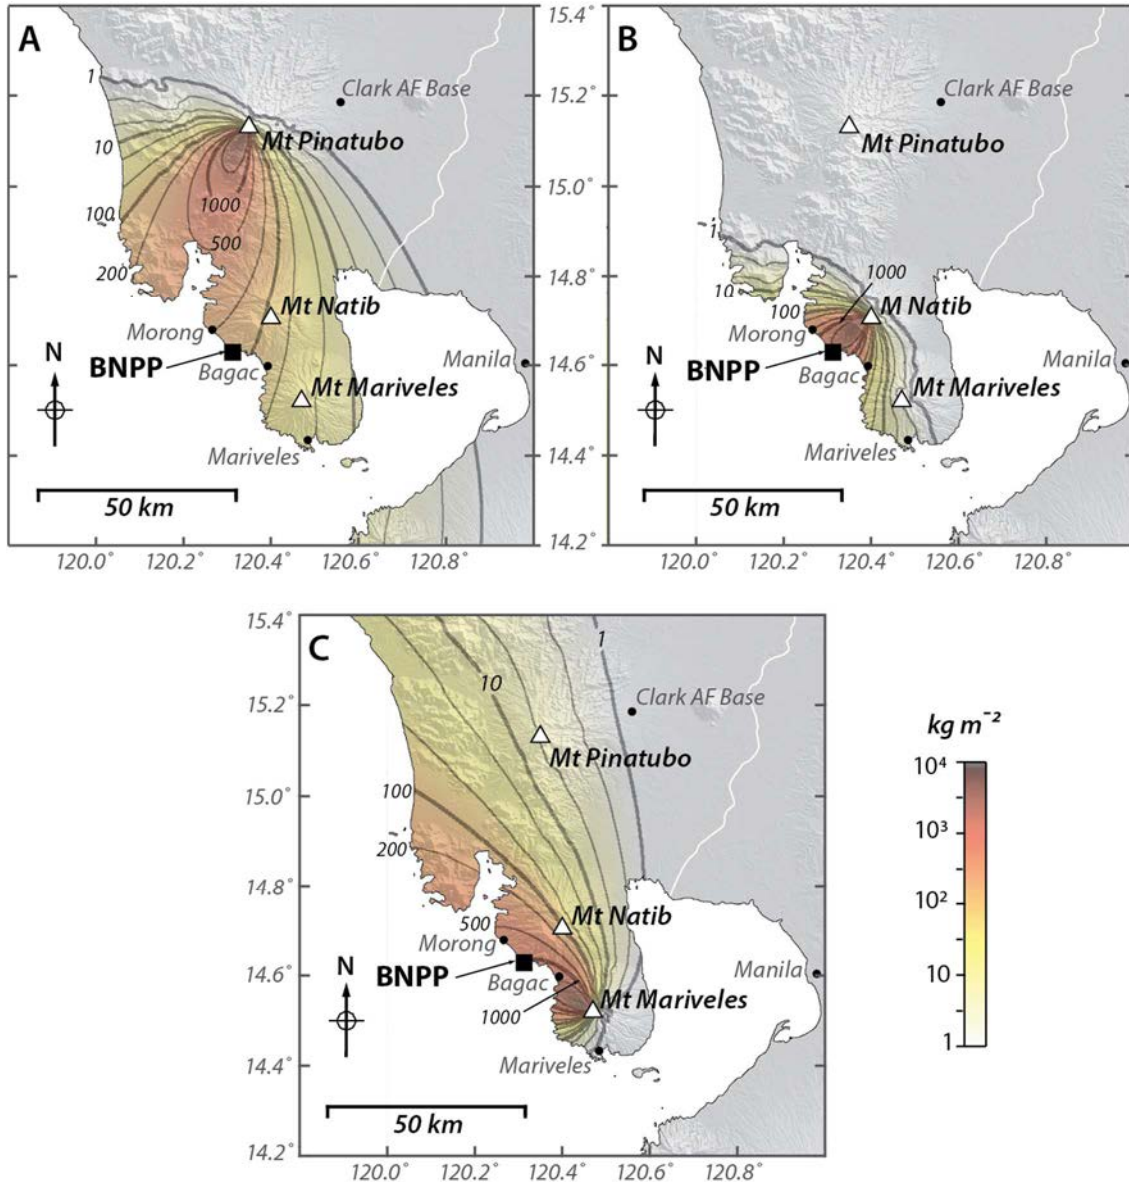 A
1
10
100
200
500
1000
Clark AF Base
Mt Pinatubo
Mt Natib
Morong
BNPP
Bagac
Mt Mariveles
Mariveles
Manila
N
50 km
120.0° 120.2° 120.4° 120.6° 120.8°
15.4°
15.2°
15.0°
14.8°
14.6°
14.4°
14.2°
B
1
10
100
1000
Clark AF Base
Mt Pinatubo
M Natib
Morong
BNPP
Bagac
Mt Mariveles
Mariveles
Manila
N
50 km
120.0° 120.2° 120.4° 120.6° 120.8°
C
1
10
100
200
500
1000
Clark AF Base
Mt Pinatubo
Mt Natib
Morong
BNPP
Bagac
Mt Mariveles
Mariveles
Manila
N
50 km
15.4°
15.2°
15.0°
14.8°
14.6°
14.4°
14.2°
120.0° 120.2° 120.4° 120.6° 120.8°
kg m⁻²
10⁴
10³
10²
10
1